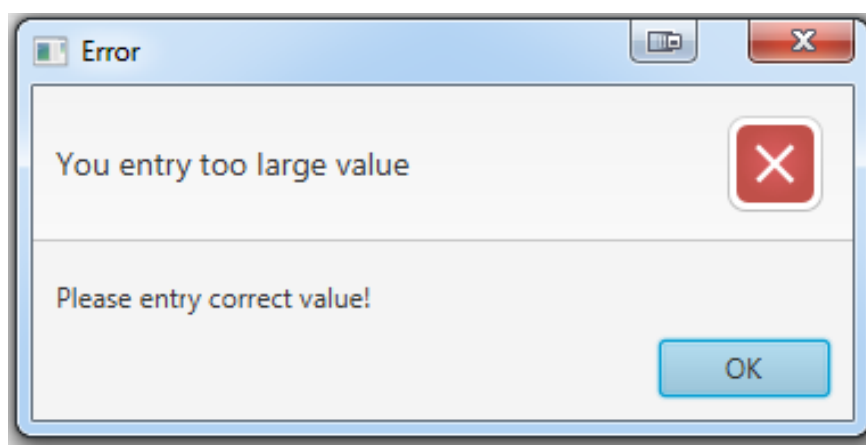 Error
You entry too large value
Please entry correct value!
OK